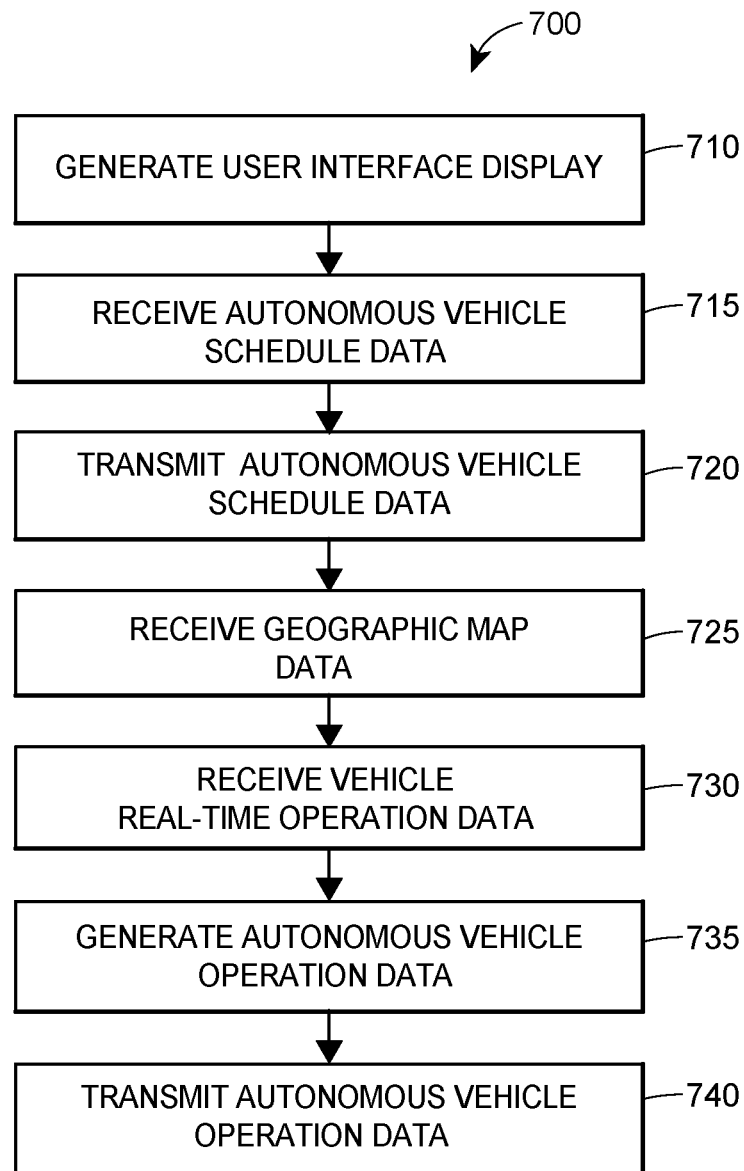 700
GENERATE USER INTERFACE DISPLAY
710
RECEIVE AUTONOMOUS VEHICLE
SCHEDULE DATA
715
TRANSMIT AUTONOMOUS VEHICLE
SCHEDULE DATA
720
RECEIVE GEOGRAPHIC MAP
DATA
725
RECEIVE VEHICLE
REAL-TIME OPERATION DATA
730
GENERATE AUTONOMOUS VEHICLE
OPERATION DATA
735
TRANSMIT AUTONOMOUS VEHICLE
OPERATION DATA
740